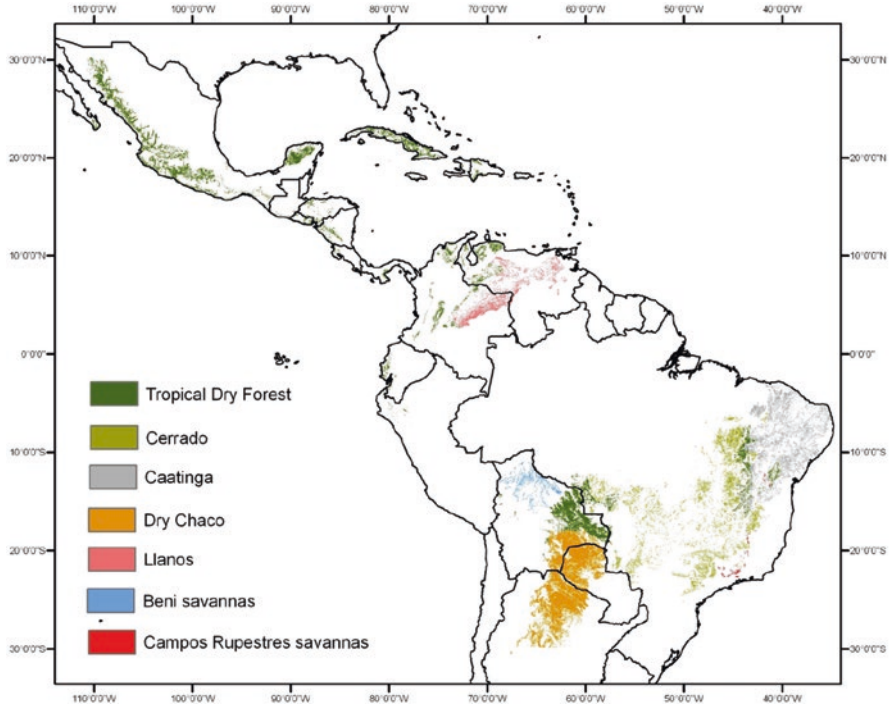 110°0'0"W 100°0'0"W 90°0'0"W 80°0'0"W 70°0'0"W 60°0'0"W 50°0'0"W 40°0'0"W
30°0'0"N 30°0'0"N
20°0'0"N 20°0'0"N
10°0'0"N 10°0'0"N
0°0'0" 0°0'0"
Tropical Dry Forest
Cerrado
10°0'0"S 10°0'0"S
Caatinga
Dry Chaco
20°0'0"S 20°0'0"S
Llanos
Beni savannas
Campos Rupestres savannas
30°0'0"S 30°0'0"S
110°0'0"W 100°0'0"W 90°0'0"W 80°0'0"W 70°0'0"W 60°0'0"W 50°0'0"W 40°0'0"W